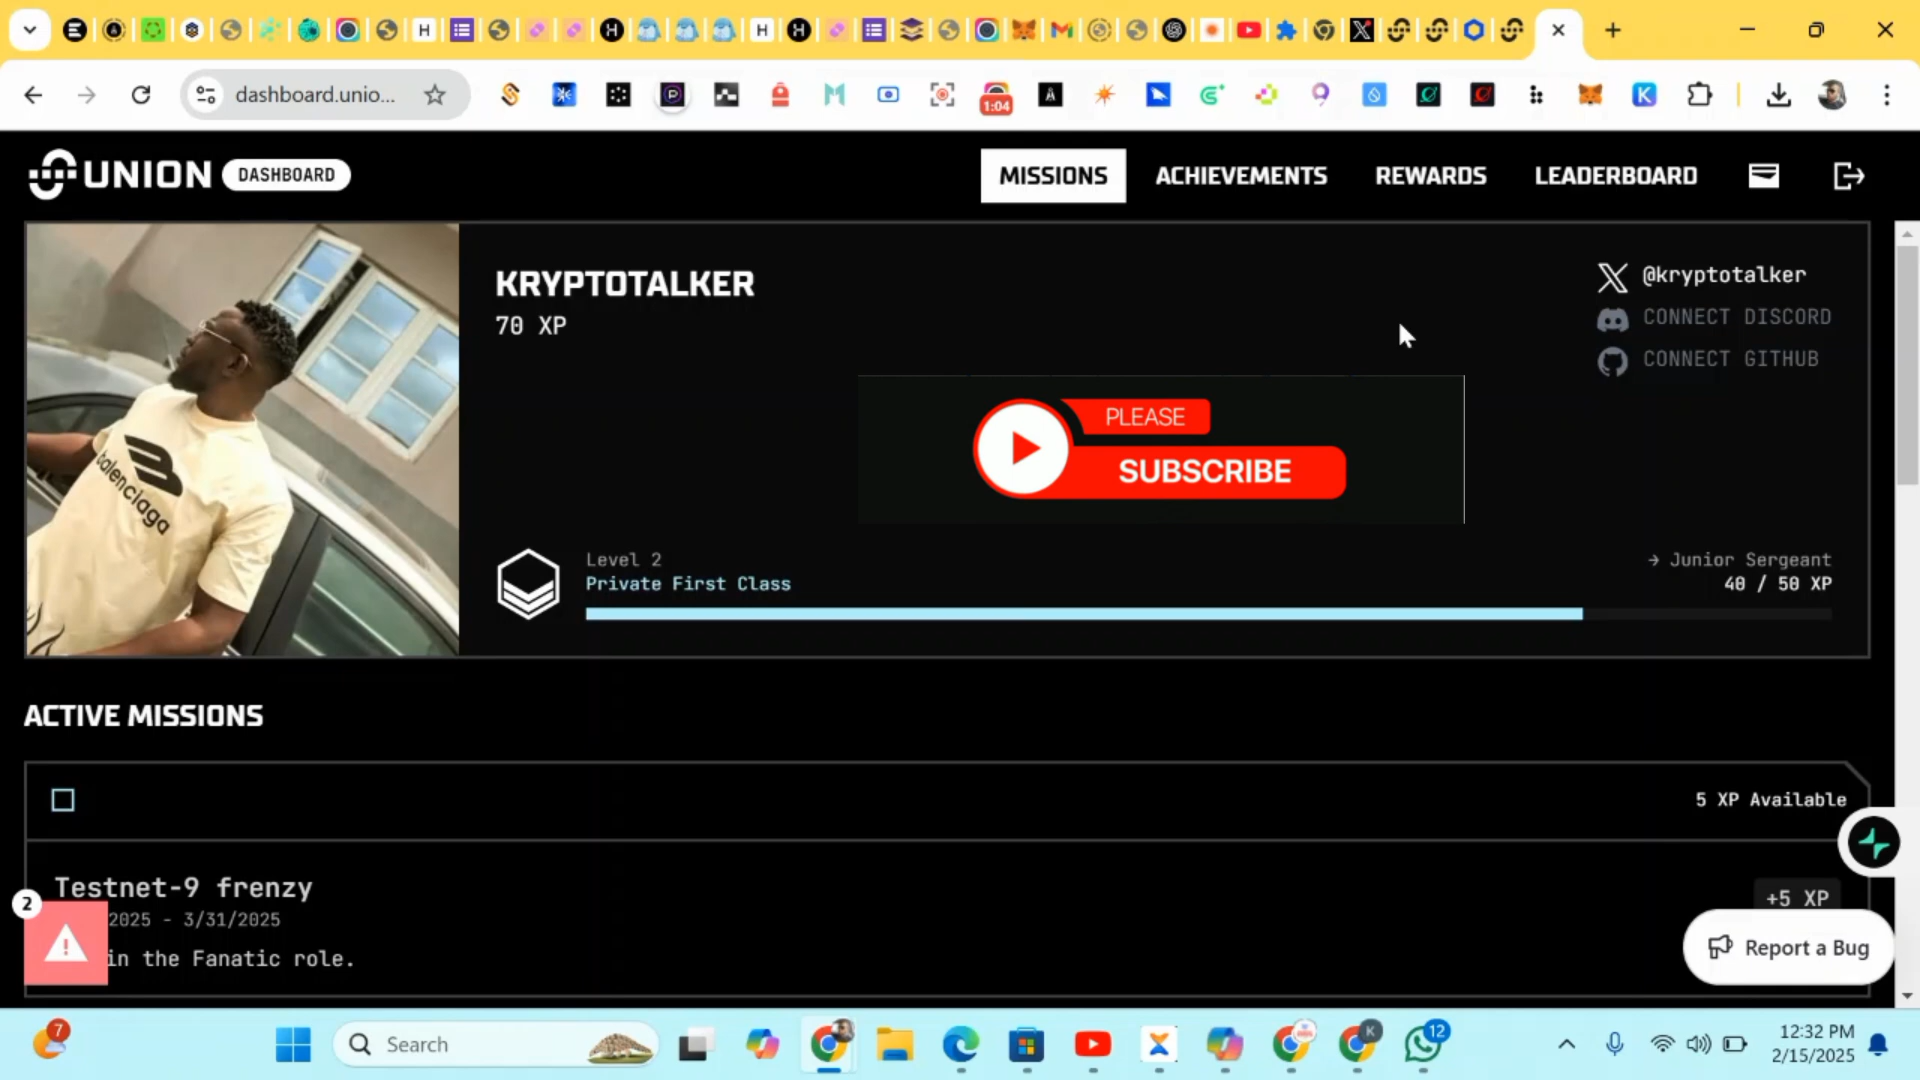 dashboard.unio...
1:04
UNION DASHBOARD
MISSIONS
ACHIEVEMENTS
REWARDS
LEADERBOARD
KRYPTOTALKER
70 XP
@kryptotalker
CONNECT DISCORD
CONNECT GITHUB
BALENCIAGA
PLEASE
SUBSCRIBE
Level 2
Private First Class
→ Junior Sergeant
40 / 50 XP
ACTIVE MISSIONS
5 XP Available
Testnet-9 frenzy
2025 - 3/31/2025
in the Fanatic role.
+5 XP
2
Report a Bug
7
Search
K
12
12:32 PM
2/15/2025